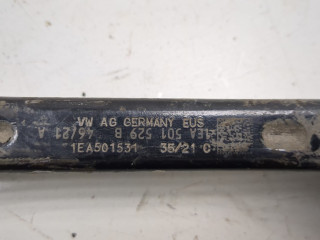 VW AG GERMANY EUS
1EA 501 529 B
46/21 A
1EA501531 35/21 C